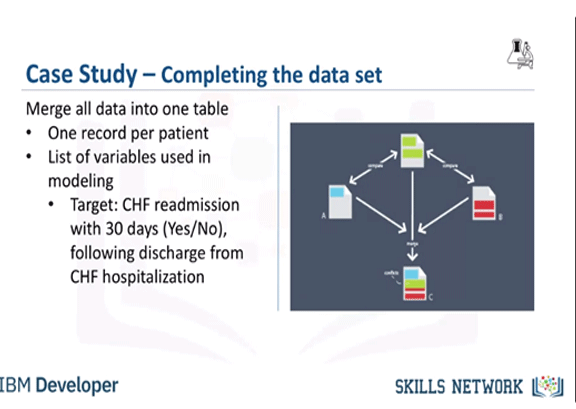 Case Study – Completing the data set
Merge all data into one table
• One record per patient
• List of variables used in
modeling
• Target: CHF readmission
with 30 days (Yes/No),
following discharge from
CHF hospitalization
compare
compare
A
B
merge
conflicts
C
IBM Developer
SKILLS NETWORK